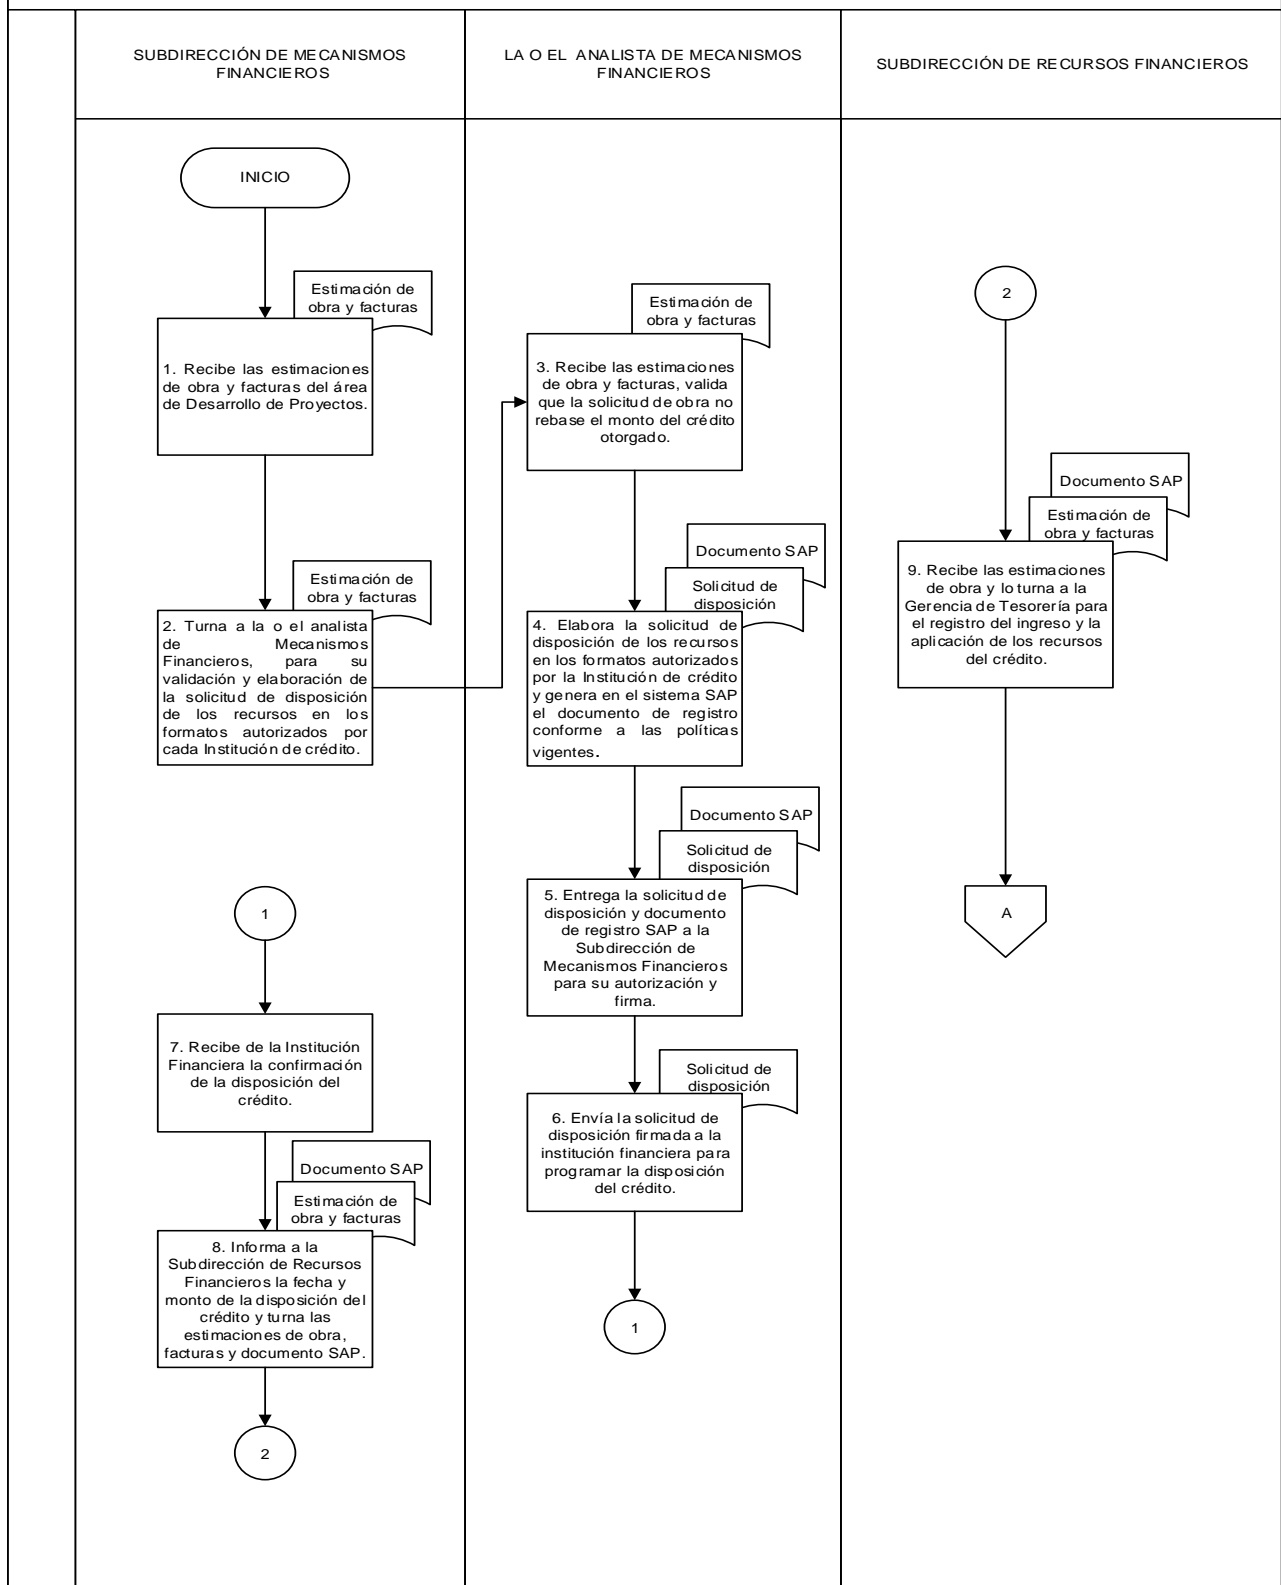 SUBDIRECCIÓN DE MECANISMOS
FINANCIEROS
LA O EL ANALISTA DE MECANISMOS
FINANCIEROS
SUBDIRECCIÓN DE RECURSOS FINANCIEROS
INICIO
Estimación de
obra y facturas
1. Recibe las estimaciones
de obra y facturas del área
de Desarrollo de Proyectos.
Estimación de
obra y facturas
2. Turna a la o el analista
de Mecanismos
Financieros, para su
validación y elaboración de
la solicitud de disposición
de los recursos en los
formatos autorizados por
cada Institución de crédito.
1
7. Recibe de la Institución
Financiera la confirmación
de la disposición del
crédito.
Documento SAP
Estimación de
obra y facturas
8. Informa a la
Subdirección de Recursos
Financieros la fecha y
monto de la disposición del
crédito y turna las
estimaciones de obra,
facturas y documento SAP.
2
Estimación de
obra y facturas
3. Recibe las estimaciones
de obra y facturas, valida
que la solicitud de obra no
rebase el monto del crédito
otorgado.
Documento SAP
Solicitud de
disposición
4. Elabora la solicitud de
disposición de los recursos
en los formatos autorizados
por la Institución de crédito
y genera en el sistema SAP
el documento de registro
conforme a las políticas
vigentes.
Documento SAP
Solicitud de
disposición
5. Entrega la solicitud de
disposición y documento
de registro SAP a la
Subdirección de
Mecanismos Financieros
para su autorización y
firma.
Solicitud de
disposición
6. Envía la solicitud de
disposición firmada a la
institución financiera para
programar la disposición
del crédito.
1
2
Documento SAP
Estimación de
obra y facturas
9. Recibe las estimaciones
de obra y lo turna a la
Gerencia de Tesorería para
el registro del ingreso y la
aplicación de los recursos
del crédito.
A